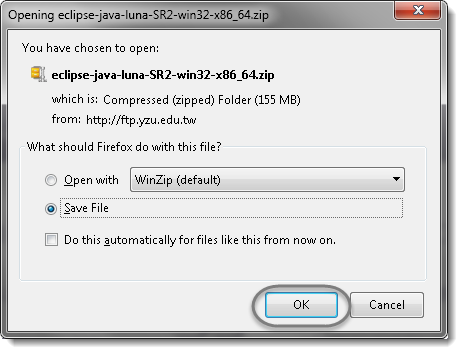 Opening eclipse-java-luna-SR2-win32-x86_64.zip
You have chosen to open:
eclipse-java-luna-SR2-win32-x86_64.zip
which is: Compressed (zipped) Folder (155 MB)
from: http://ftp.yzu.edu.tw
What should Firefox do with this file?
Open with WinZip (default)
Save File
Do this automatically for files like this from now on.
OK Cancel